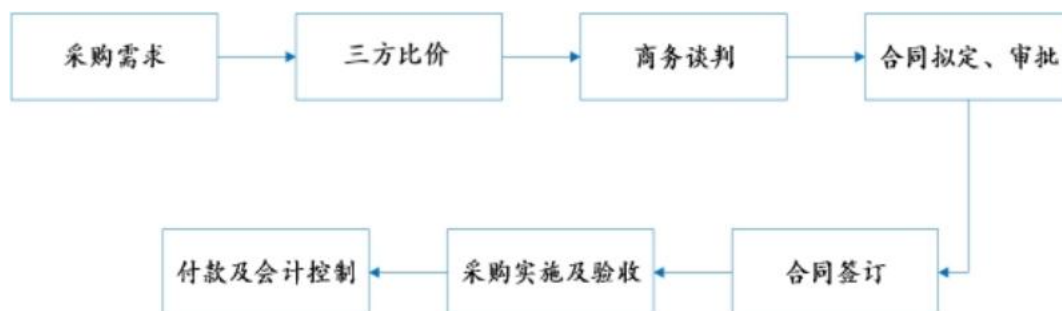 采购需求
三方比价
商务谈判
合同拟定、审批
合同签订
采购实施及验收
付款及会计控制